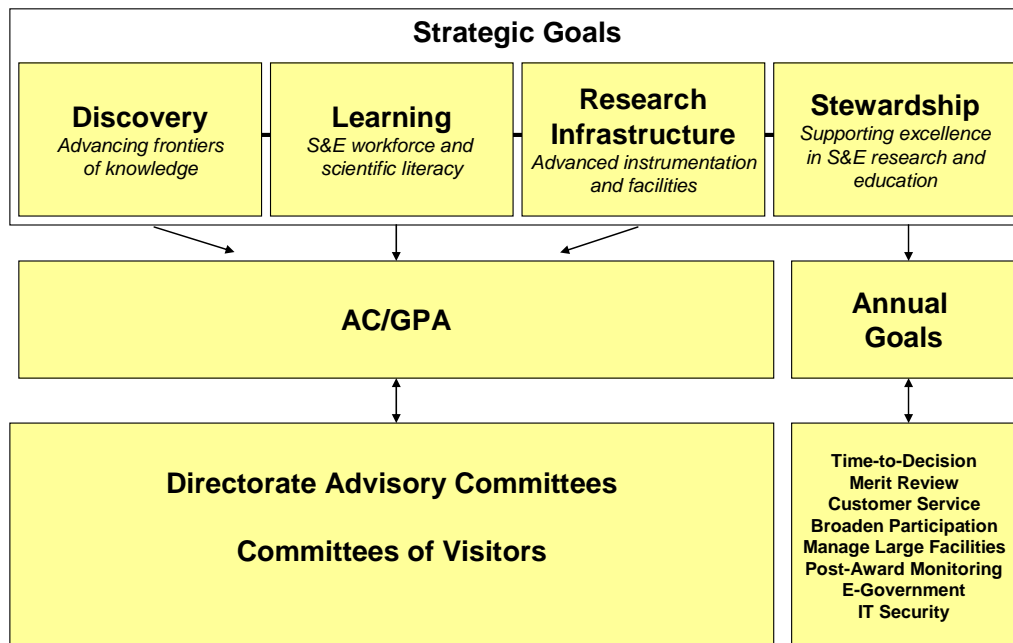 Strategic Goals
Discovery
Advancing frontiers
of knowledge
Learning
S&E workforce and
scientific literacy
Research
Infrastructure
Advanced instrumentation
and facilities
Stewardship
Supporting excellence
in S&E research and
education
AC/GPA
Annual
Goals
Directorate Advisory Committees
Committees of Visitors
Time-to-Decision
Merit Review
Customer Service
Broaden Participation
Manage Large Facilities
Post-Award Monitoring
E-Government
IT Security